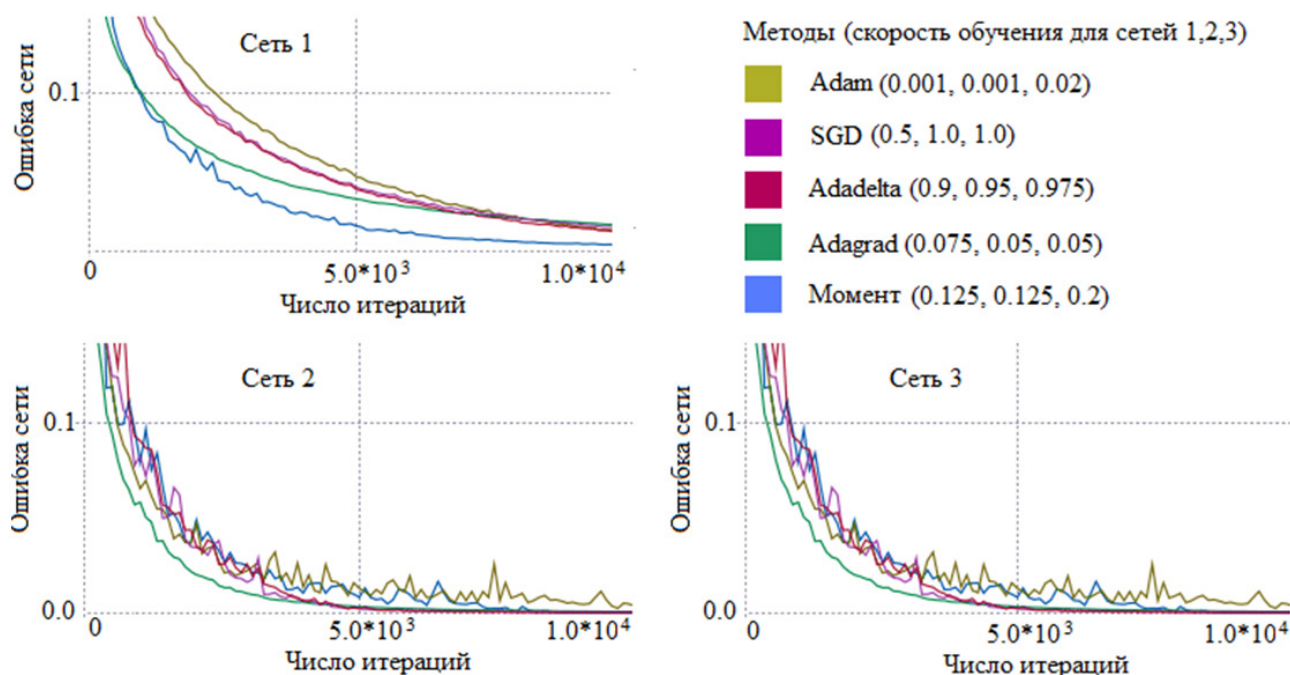 Сеть 1
Ошибка сети
0.1
0
5.0*10³
1.0*10⁴
Число итераций
Методы (скорость обучения для сетей 1,2,3)
Adam (0.001, 0.001, 0.02)
SGD (0.5, 1.0, 1.0)
Adadelta (0.9, 0.95, 0.975)
Adagrad (0.075, 0.05, 0.05)
Момент (0.125, 0.125, 0.2)
Сеть 2
Ошибка сети
0.1
0.0
0
5.0*10³
1.0*10⁴
Число итераций
Сеть 3
Ошибка сети
0.1
0.0
0
5.0*10³
1.0*10⁴
Число итераций